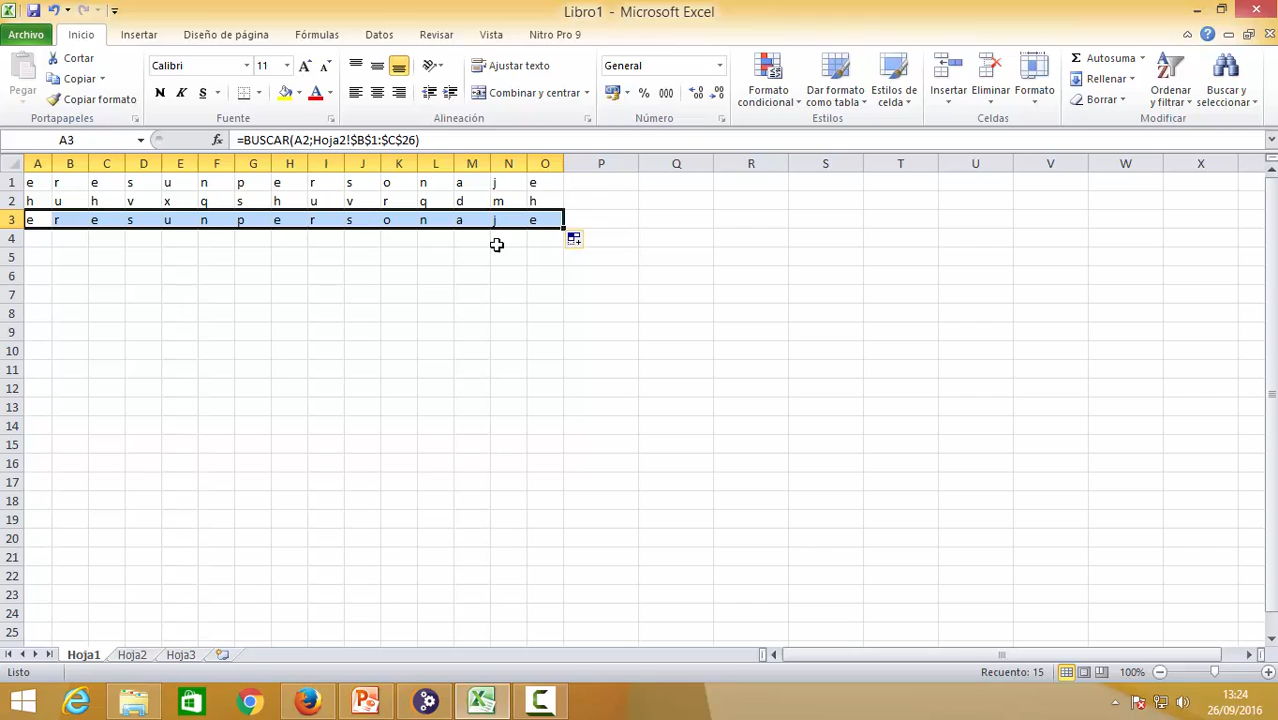 Libro1 - Microsoft Excel
Archivo Inicio Insertar Diseño de página Fórmulas Datos Revisar Vista Nitro Pro 9
Pegar
Cortar
Copiar
Copiar formato
Portapapeles
Calibri 11
N K S
Fuente
Ajustar texto
Combinar y centrar
Alineación
General
% 000
Número
Formato condicional
Dar formato como tabla
Estilos de celda
Estilos
Insertar Eliminar Formato
Celdas
Autosuma
Rellenar
Borrar
Ordenar y filtrar
Buscar y seleccionar
Modificar
A3 fx =BUSCAR(A2;Hoja2!$B$1:$C$26)
A B C D E F G H I J K L M N O P Q R S T U V W X
1 e r e s u n p e r s o n a j e
2 h u h v x q s h u v r q d m h
3 e r e s u n p e r s o n a j e
4
5
6
7
8
9
10
11
12
13
14
15
16
17
18
19
20
21
22
23
24
25
Hoja1 Hoja2 Hoja3
Listo Recuento: 15 100%
13:24
26/09/2016